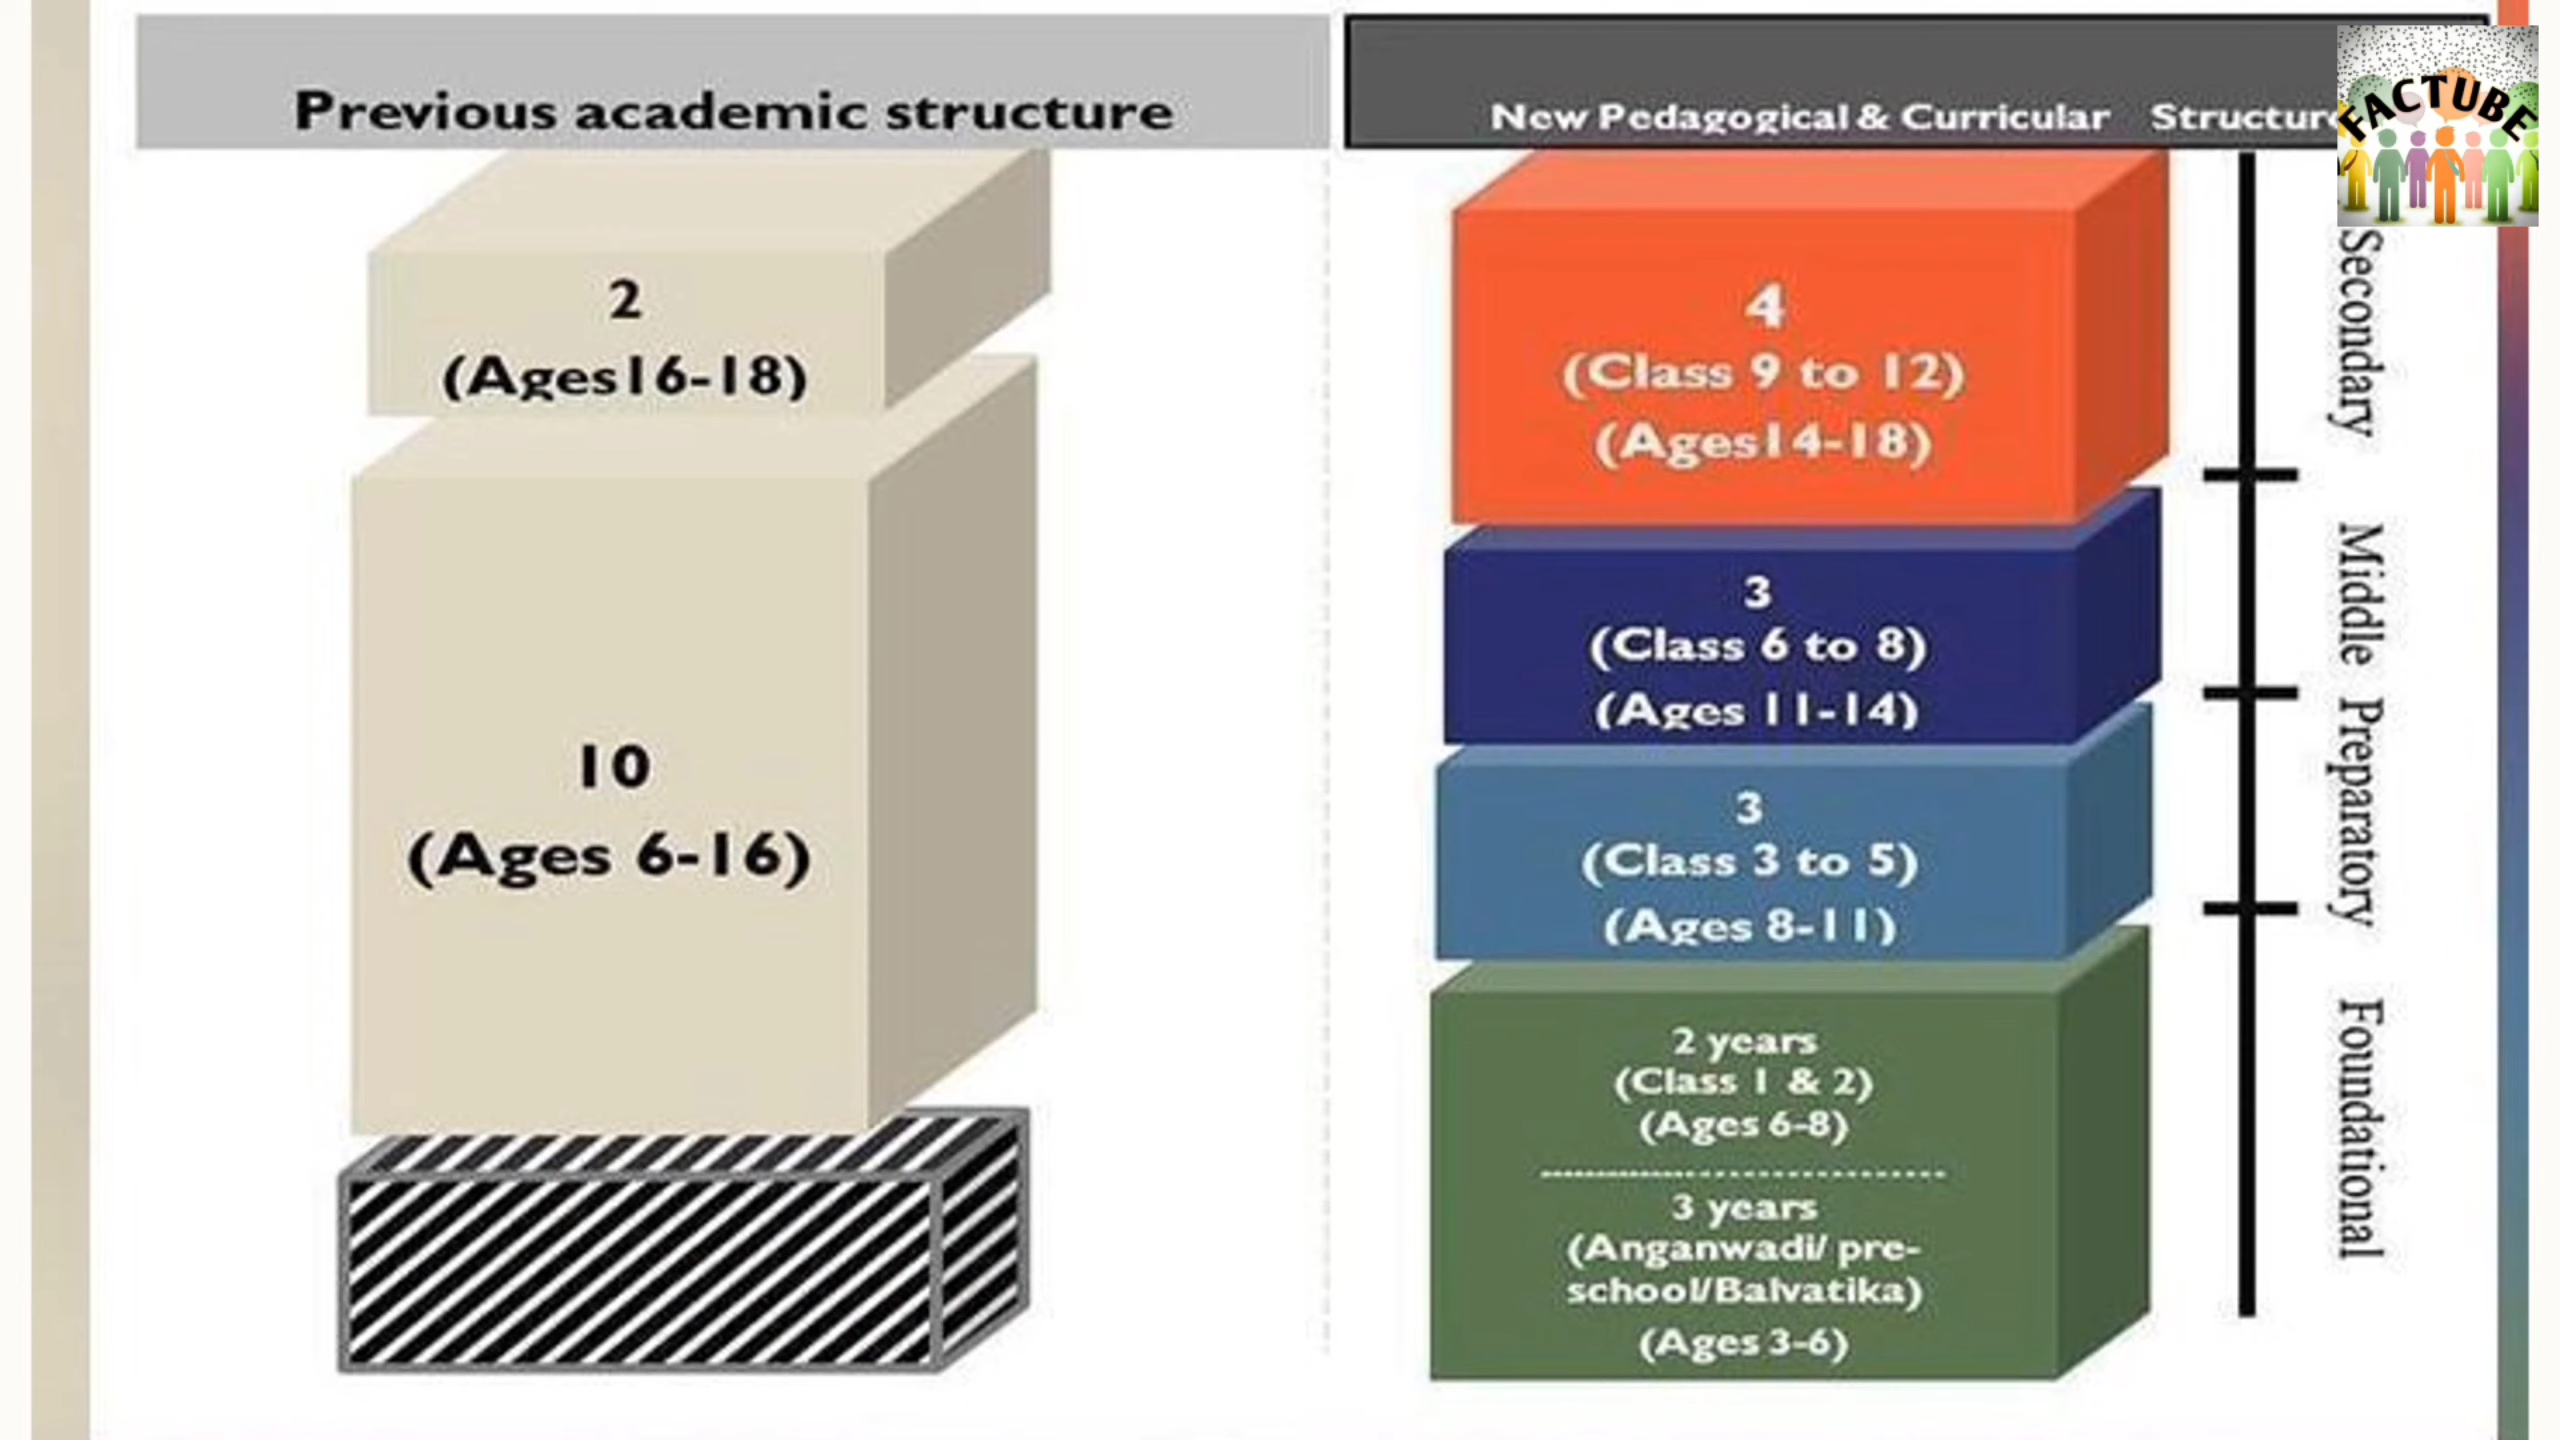 Previous academic structure
2
(Ages16-18)
10
(Ages 6-16)
New Pedagogical & Curricular Structure
FACTUBE
4
(Class 9 to 12)
(Ages14-18)
3
(Class 6 to 8)
(Ages 11-14)
3
(Class 3 to 5)
(Ages 8-11)
2 years
(Class 1 & 2)
(Ages 6-8)
3 years
(Anganwadi/ pre-
school/Balvatika)
(Ages 3-6)
Secondary
Middle
Preparatory
Foundational